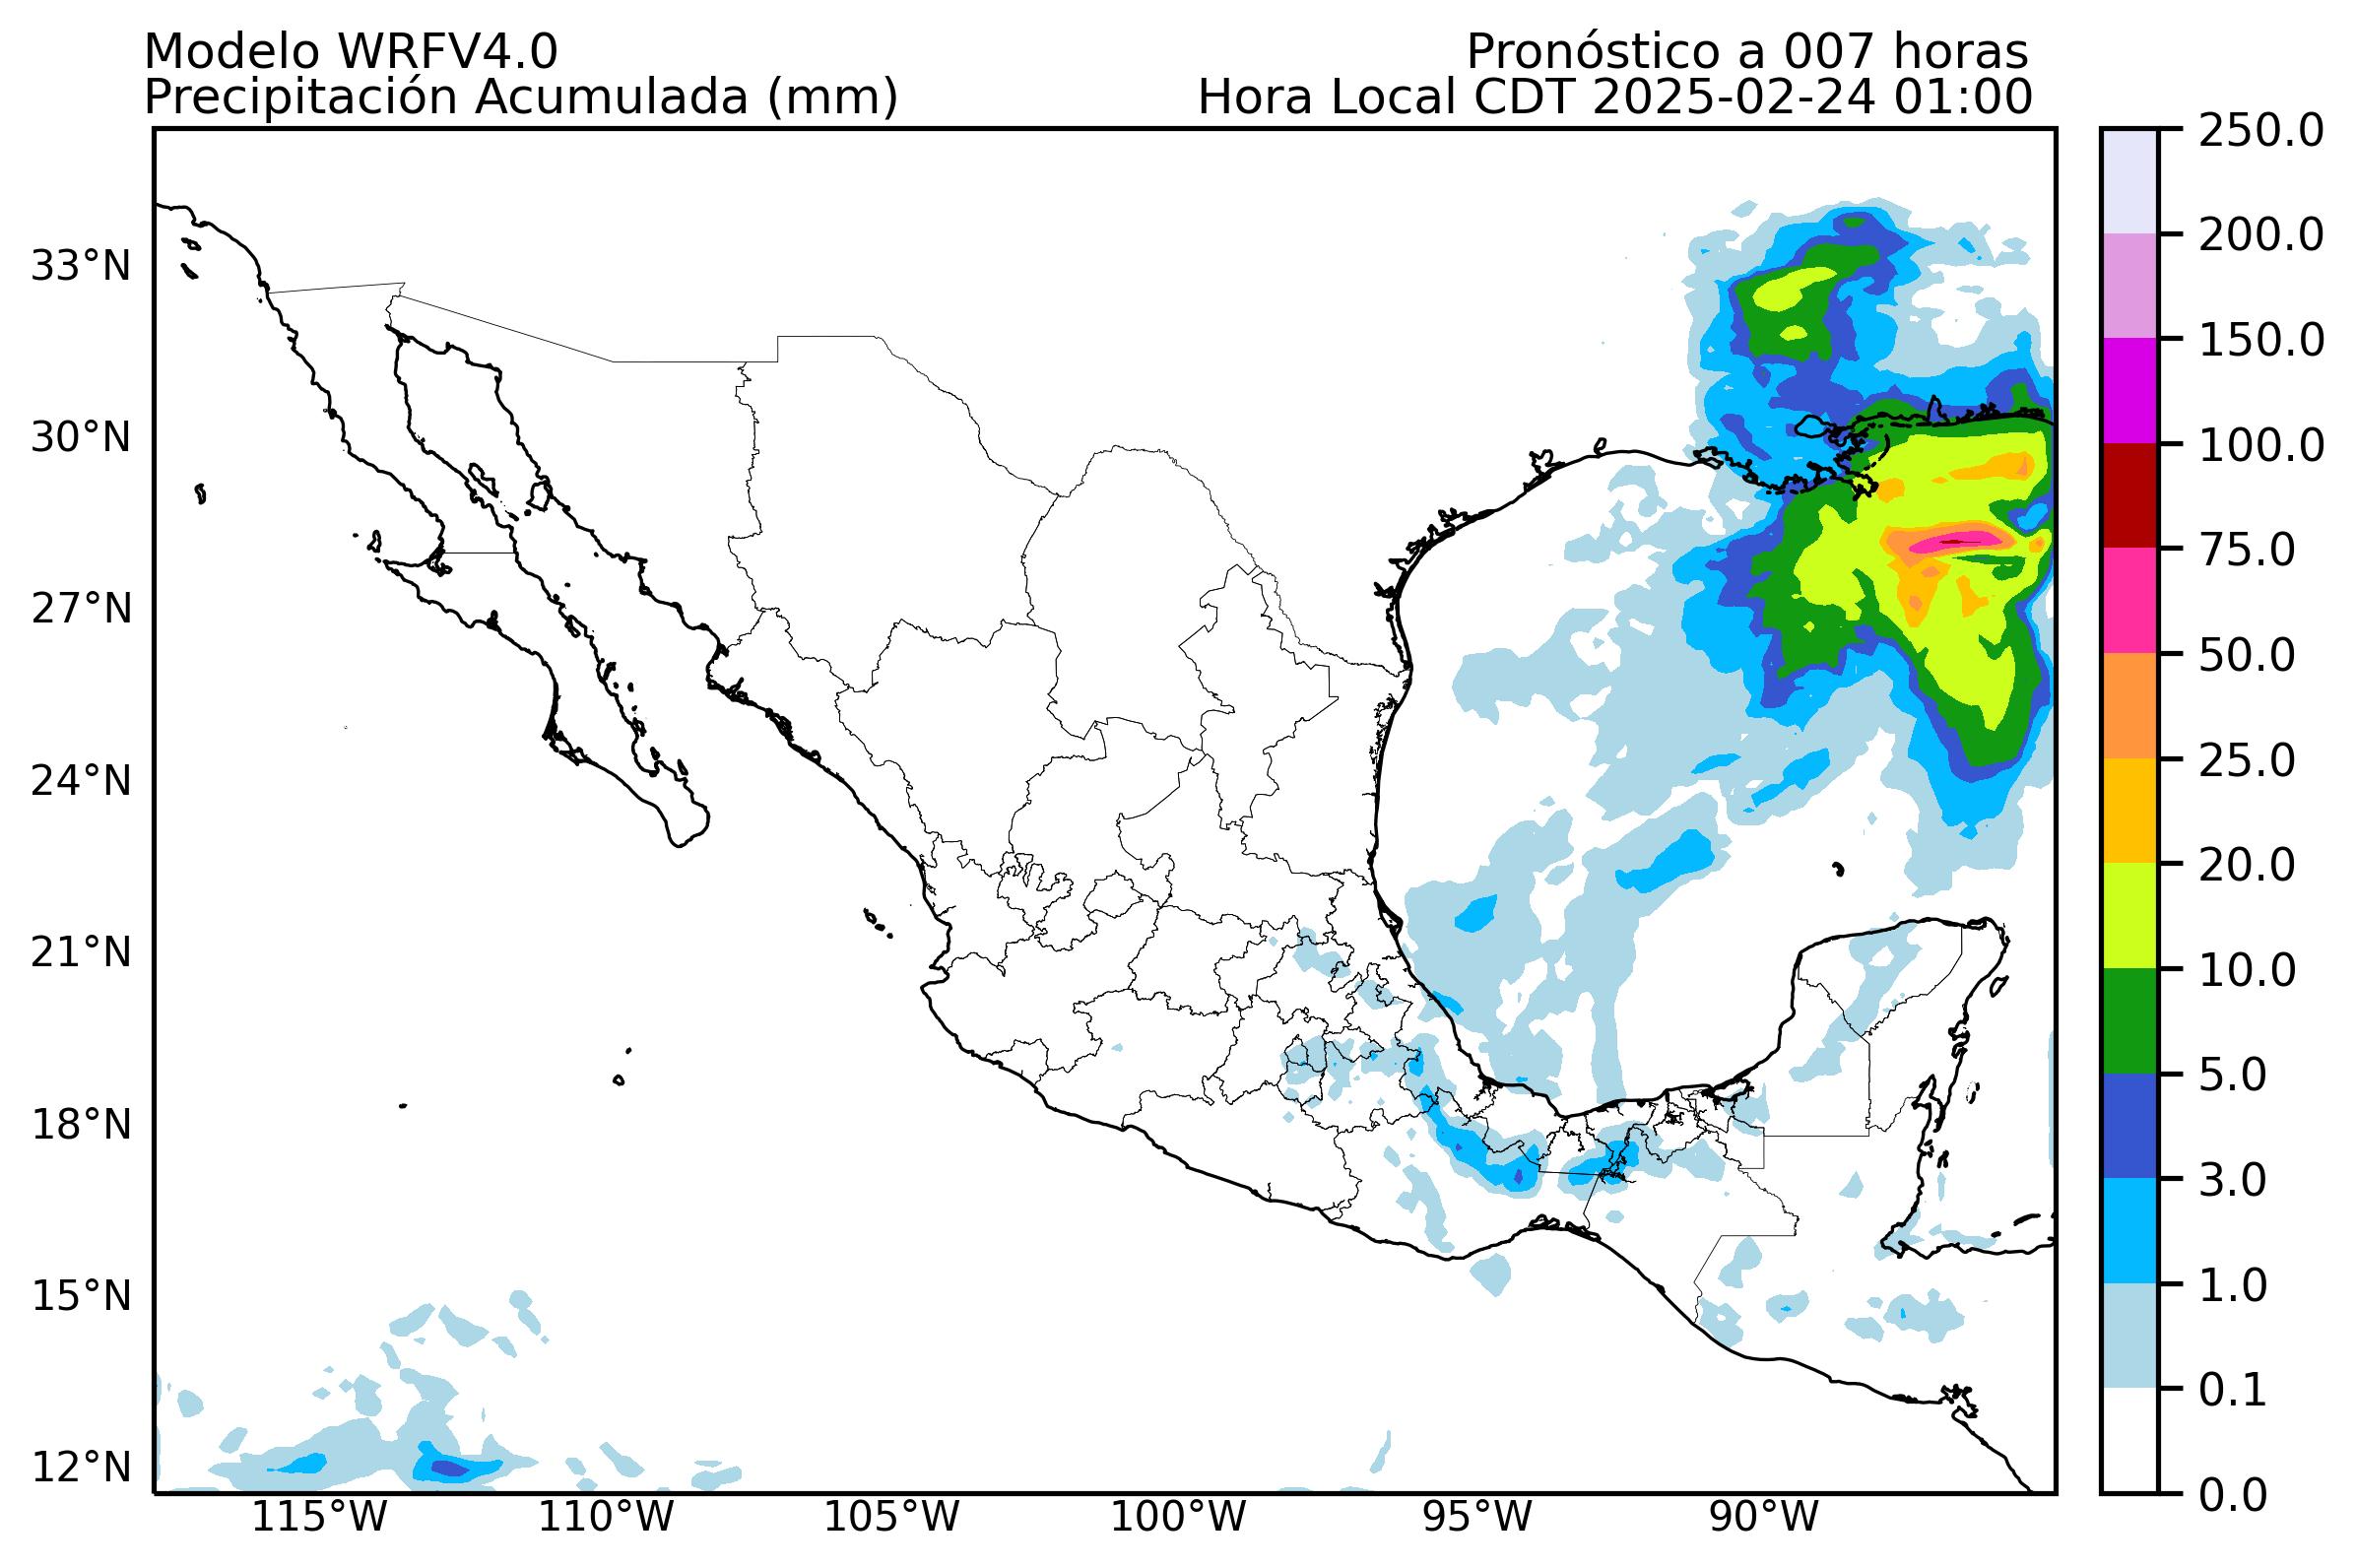 Modelo WRFV4.0
Pronóstico a 007 horas
Precipitación Acumulada (mm)
Hora Local CDT 2025-02-24 01:00
33°N
30°N
27°N
24°N
21°N
18°N
15°N
12°N
115°W
110°W
105°W
100°W
95°W
90°W
250.0
200.0
150.0
100.0
75.0
50.0
25.0
20.0
10.0
5.0
3.0
1.0
0.1
0.0